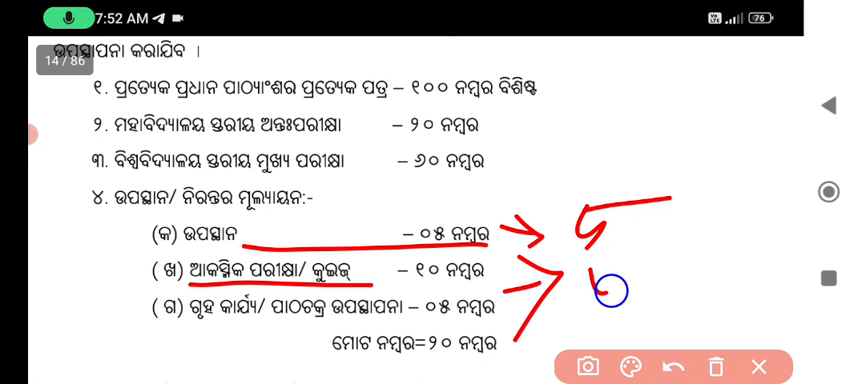 7:52 AM
76
ଉପସ୍ଥାପନା କରାଯିବ ।
14 / 86
୧. ପ୍ରତ୍ୟେକ ପ୍ରଧାନ ପାଠ୍ୟାଂଶର ପ୍ରତ୍ୟେକ ପତ୍ର – ୧୦୦ ନମ୍ବର ବିଶିଷ୍ଟ
୨. ମହାବିଦ୍ୟାଳୟ ସ୍ତରୀୟ ଅନ୍ତଃପରୀକ୍ଷା – ୨୦ ନମ୍ବର
୩. ବିଶ୍ୱବିଦ୍ୟାଳୟ ସ୍ତରୀୟ ମୁଖ୍ୟ ପରୀକ୍ଷା – ୬୦ ନମ୍ବର
୪. ଉପସ୍ଥାନ/ ନିରନ୍ତର ମୂଲ୍ୟାୟନ:-
(କ) ଉପସ୍ଥାନ – ୦୫ ନମ୍ବର 5
(ଖ) ଆକସ୍ମିକ ପରୀକ୍ଷା/ କୁଇଜ୍ – ୧୦ ନମ୍ବର
(ଗ) ଗୃହ କାର୍ଯ୍ୟ/ ପାଠଚକ୍ର ଉପସ୍ଥାପନା – ୦୫ ନମ୍ବର
ମୋଟ ନମ୍ବର=୨୦ ନମ୍ବର